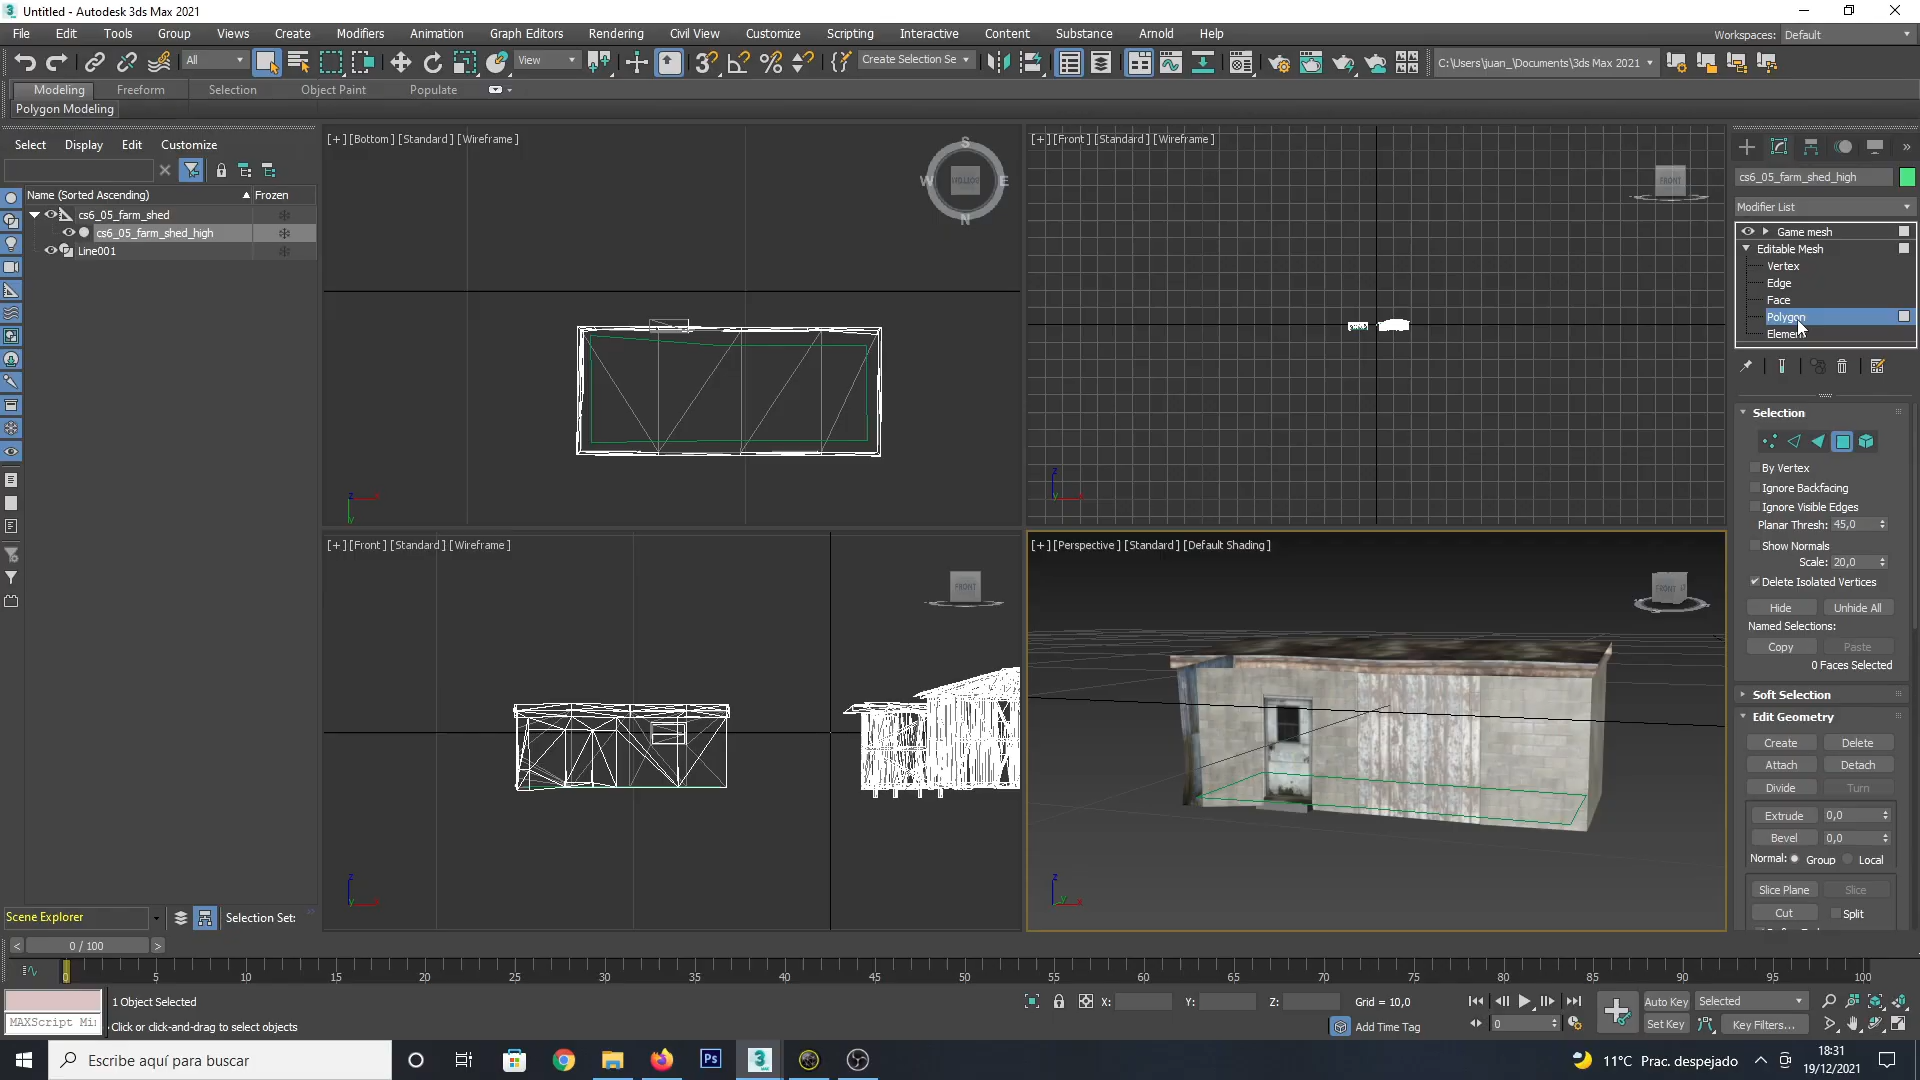 Untitled - Autodesk 3ds Max 2021
File Edit Tools Group Views Create Modifiers Animation Graph Editors Rendering Civil View Customize Scripting Interactive Content Substance Arnold Help
Workspaces: Default
All View Create Selection Se C:\Users\juan_\Documents\3ds Max 2021
Modeling Freeform Selection Object Paint Populate
Polygon Modeling
Select Display Edit Customize
Name (Sorted Ascending) Frozen
cs6_05_farm_shed
cs6_05_farm_shed_high
Line001
[+] [Bottom] [Standard] [Wireframe]
S
W E
N
[+] [Front] [Standard] [Wireframe]
FRONT
[+] [Front] [Standard] [Wireframe]
FRONT
[+] [Perspective] [Standard] [Default Shading]
FRONT
cs6_05_farm_shed_high
Modifier List
Game mesh
Editable Mesh
Vertex
Edge
Face
Polygon
Element
Selection
By Vertex
Ignore Backfacing
Ignore Visible Edges
Planar Thresh: 45,0
Show Normals
Scale: 20,0
Delete Isolated Vertices
Hide Unhide All
Named Selections:
Copy Paste
0 Faces Selected
Soft Selection
Edit Geometry
Create Delete
Attach Detach
Divide Turn
Extrude 0,0
Bevel 0,0
Normal: Group Local
Slice Plane Slice
Cut Split
Scene Explorer Selection Set:
0 / 100
0 5 10 15 20 25 30 35 40 45 50 55 60 65 70 75 80 85 90 95 100
1 Object Selected
X: Y: Z: Grid = 10,0
Auto Key Selected
MAXScript Mi
Click or click-and-drag to select objects
Add Time Tag
0
Set Key Key Filters...
Escribe aquí para buscar
Ps
3
11°C Prac. despejado
18:31
19/12/2021